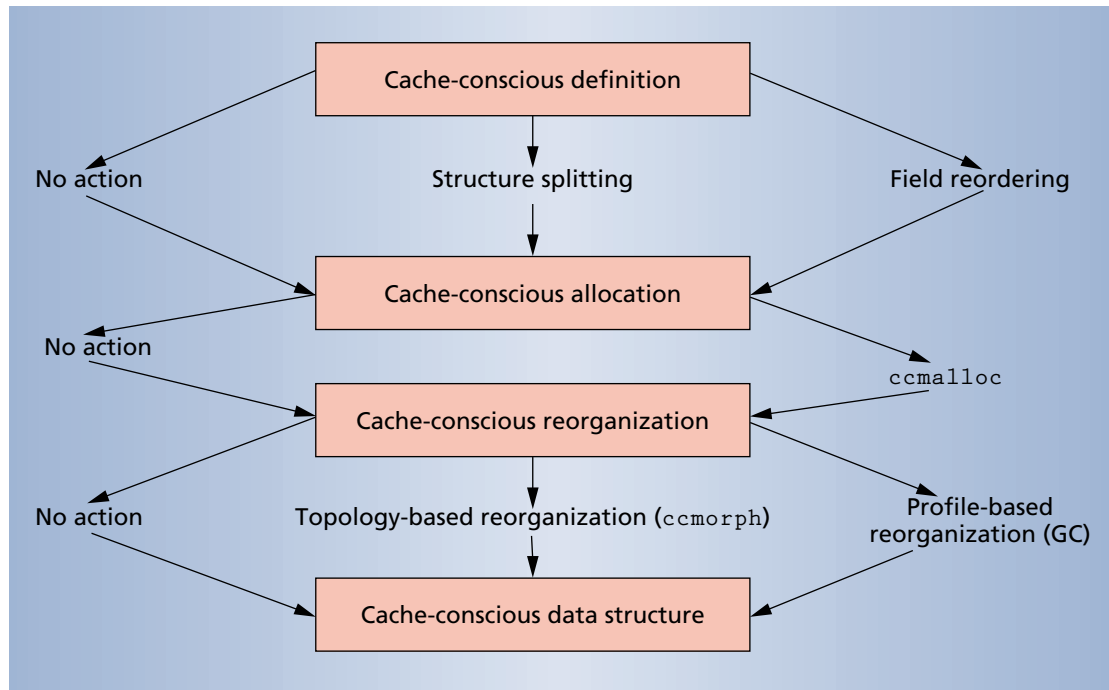 Cache-conscious definition
No action
Structure splitting
Field reordering
Cache-conscious allocation
No action
ccmalloc
Cache-conscious reorganization
No action
Topology-based reorganization (ccmorph)
Profile-based
reorganization (GC)
Cache-conscious data structure